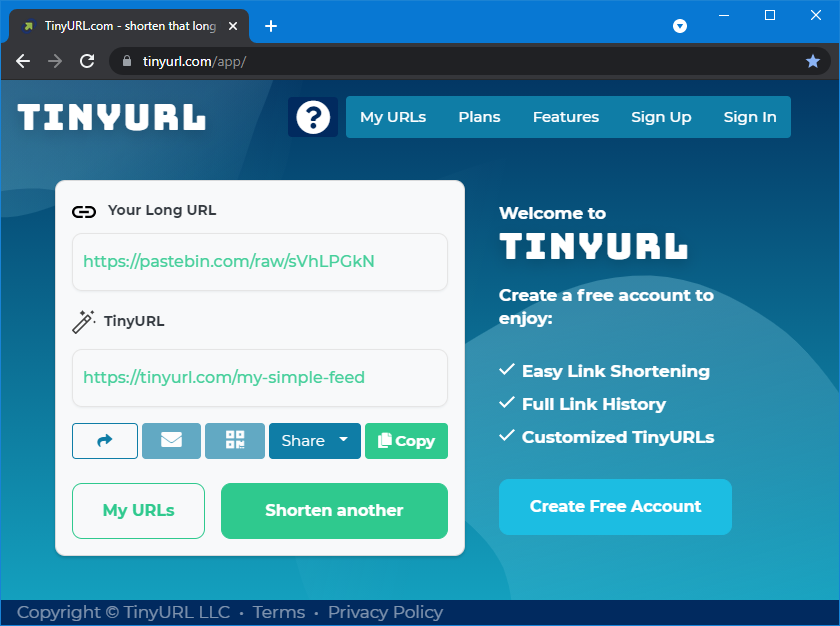 TinyURL.com - shorten that long
tinyurl.com/app/
TINYURL
?
My URLs Plans Features Sign Up Sign In
Your Long URL
https://pastebin.com/raw/sVhLPGkN
TinyURL
https://tinyurl.com/my-simple-feed
Share Copy
My URLs Shorten another
Welcome to
TINYURL
Create a free account to
enjoy:
Easy Link Shortening
Full Link History
Customized TinyURLs
Create Free Account
Copyright © TinyURL LLC • Terms • Privacy Policy